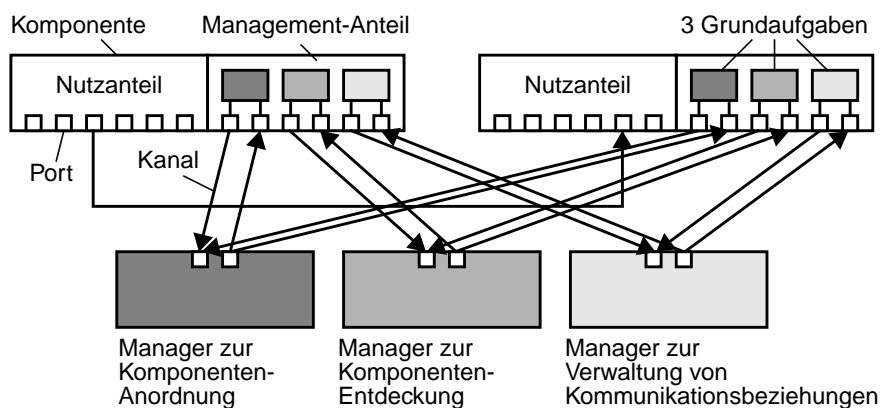 Komponente
Management-Anteil
3 Grundaufgaben
Nutzanteil
Nutzanteil
Port
Kanal
Manager zur
Komponenten-
Anordnung
Manager zur
Komponenten-
Entdeckung
Manager zur
Verwaltung von
Kommunikationsbeziehungen